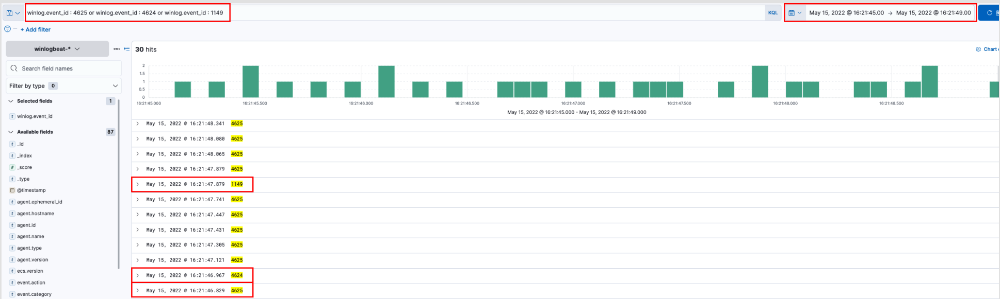 winlog.event_id : 4625 or winlog.event_id : 4624 or winlog.event_id : 1149
KQL
May 15, 2022 @ 16:21:45.00 → May 15, 2022 @ 16:21:49.00
+ Add filter
winlogbeat-*
30 hits
Chart
Search field names
Filter by type 0
Selected fields 1
t winlog.event_id
Available fields 87
t _id
t _index
# _score
t _type
@timestamp
t agent.ephemeral_id
t agent.hostname
t agent.id
t agent.name
t agent.type
t agent.version
t ecs.version
t event.action
t event.category
2
1.5
1
0.5
0
16:21:45.000 16:21:45.500 16:21:46.000 16:21:46.500 16:21:47.000 16:21:47.500 16:21:48.000 16:21:48.500
May 15, 2022 @ 16:21:45.000 - May 15, 2022 @ 16:21:49.000
May 15, 2022 @ 16:21:48.341 4625
May 15, 2022 @ 16:21:48.080 4625
May 15, 2022 @ 16:21:48.065 4625
May 15, 2022 @ 16:21:47.879 4625
May 15, 2022 @ 16:21:47.879 1149
May 15, 2022 @ 16:21:47.741 4625
May 15, 2022 @ 16:21:47.447 4625
May 15, 2022 @ 16:21:47.431 4625
May 15, 2022 @ 16:21:47.305 4625
May 15, 2022 @ 16:21:47.121 4625
May 15, 2022 @ 16:21:46.967 4624
May 15, 2022 @ 16:21:46.829 4625